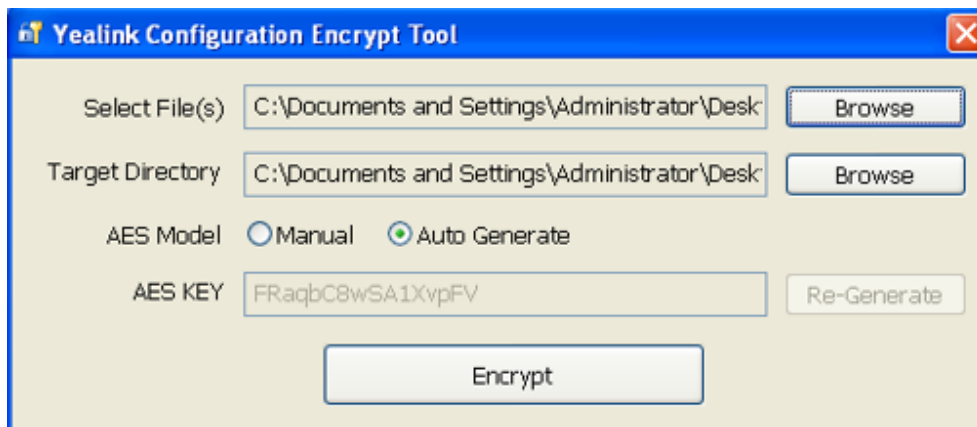 Yealink Configuration Encrypt Tool
Select File(s) C:\Documents and Settings\Administrator\Desk Browse
Target Directory C:\Documents and Settings\Administrator\Desk Browse
AES Model Manual Auto Generate
AES KEY FRaqbC8wSA1XvpFV Re-Generate
Encrypt